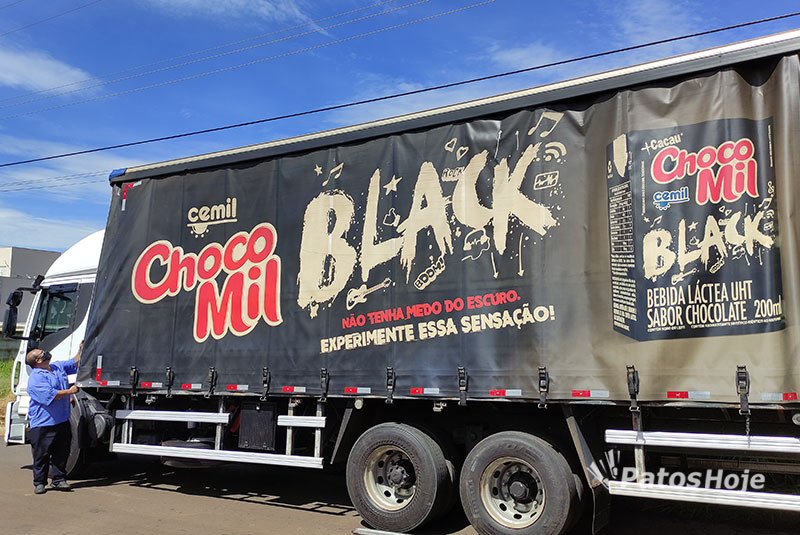 cemil
Choco
Mil
BLACK
NÃO TENHA MEDO DO ESCURO.
EXPERIMENTE ESSA SENSAÇÃO!
+Cacau
Choco
cemil
Mil
BLACK
BEBIDA LÁCTEA UHT
SABOR CHOCOLATE
200ml
PatosHoje